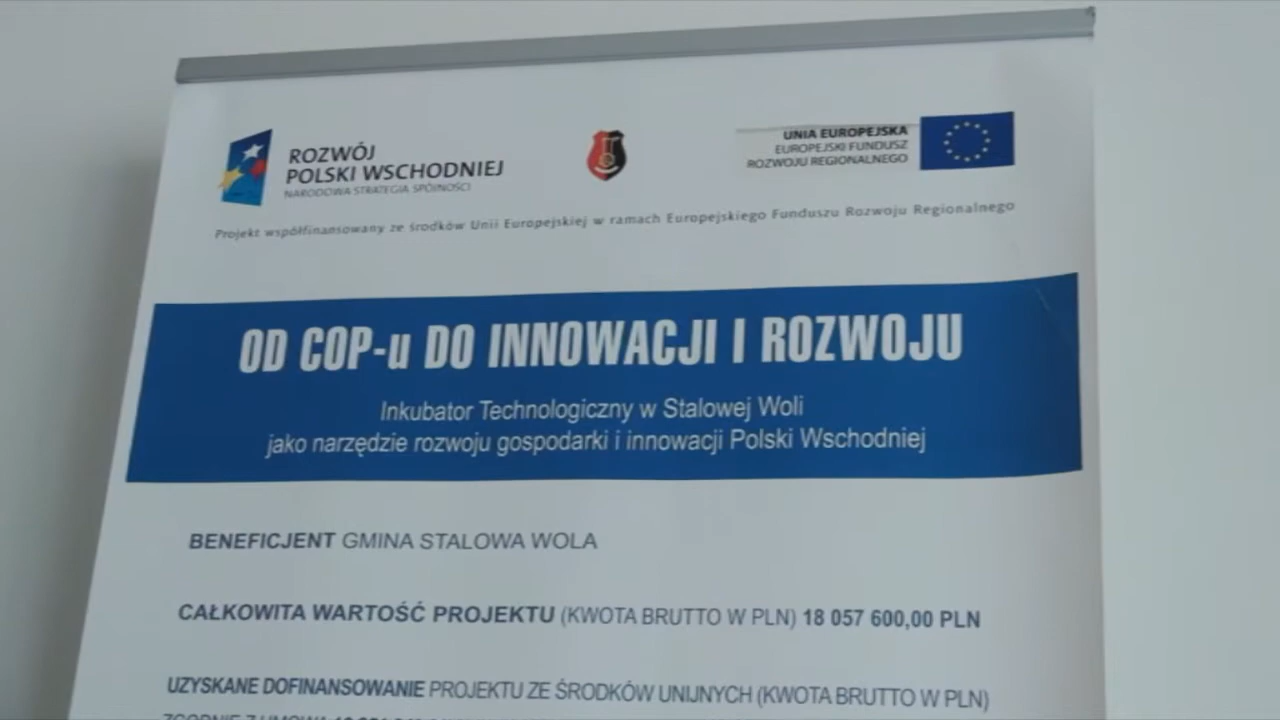 ROZWÓJ
POLSKI WSCHODNIEJ
NARODOWA STRATEGIA SPÓJNOŚCI
UNIA EUROPEJSKA
EUROPEJSKI FUNDUSZ
ROZWOJU REGIONALNEGO
Projekt współfinansowany ze środków Unii Europejskiej w ramach Europejskiego Funduszu Rozwoju Regionalnego
OD COP-u DO INNOWACJI I ROZWOJU
Inkubator Technologiczny w Stalowej Woli
jako narzędzie rozwoju gospodarki i innowacji Polski Wschodniej
BENEFICJENT GMINA STALOWA WOLA
CAŁKOWITA WARTOŚĆ PROJEKTU (KWOTA BRUTTO W PLN) 18 057 600,00 PLN
UZYSKANE DOFINANSOWANIE PROJEKTU ZE ŚRODKÓW UNIJNYCH (KWOTA BRUTTO W PLN)
ZGODNIE Z UMOWĄ